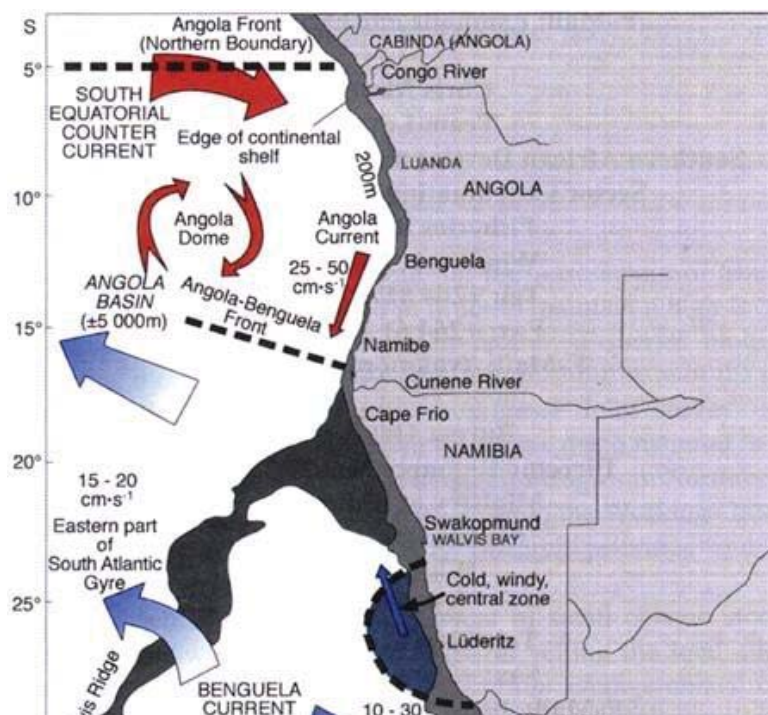 S
Angola Front
(Northern Boundary)
CABINDA (ANGOLA)
5°
Congo River
SOUTH
EQUATORIAL
COUNTER
CURRENT
Edge of continental
shelf
200m
LUANDA
10°
ANGOLA
Angola
Dome
Angola
Current
25 - 50
cm·s⁻¹
Benguela
ANGOLA
BASIN
(±5 000m)
Angola-Benguela
Front
15°
Namibe
Cunene River
Cape Frio
NAMIBIA
20°
15 - 20
cm·s⁻¹
Eastern part
of
South Atlantic
Gyre
Swakopmund
WALVIS BAY
Cold, windy,
central zone
25°
Lüderitz
Ridge
BENGUELA
CURRENT
10 - 30